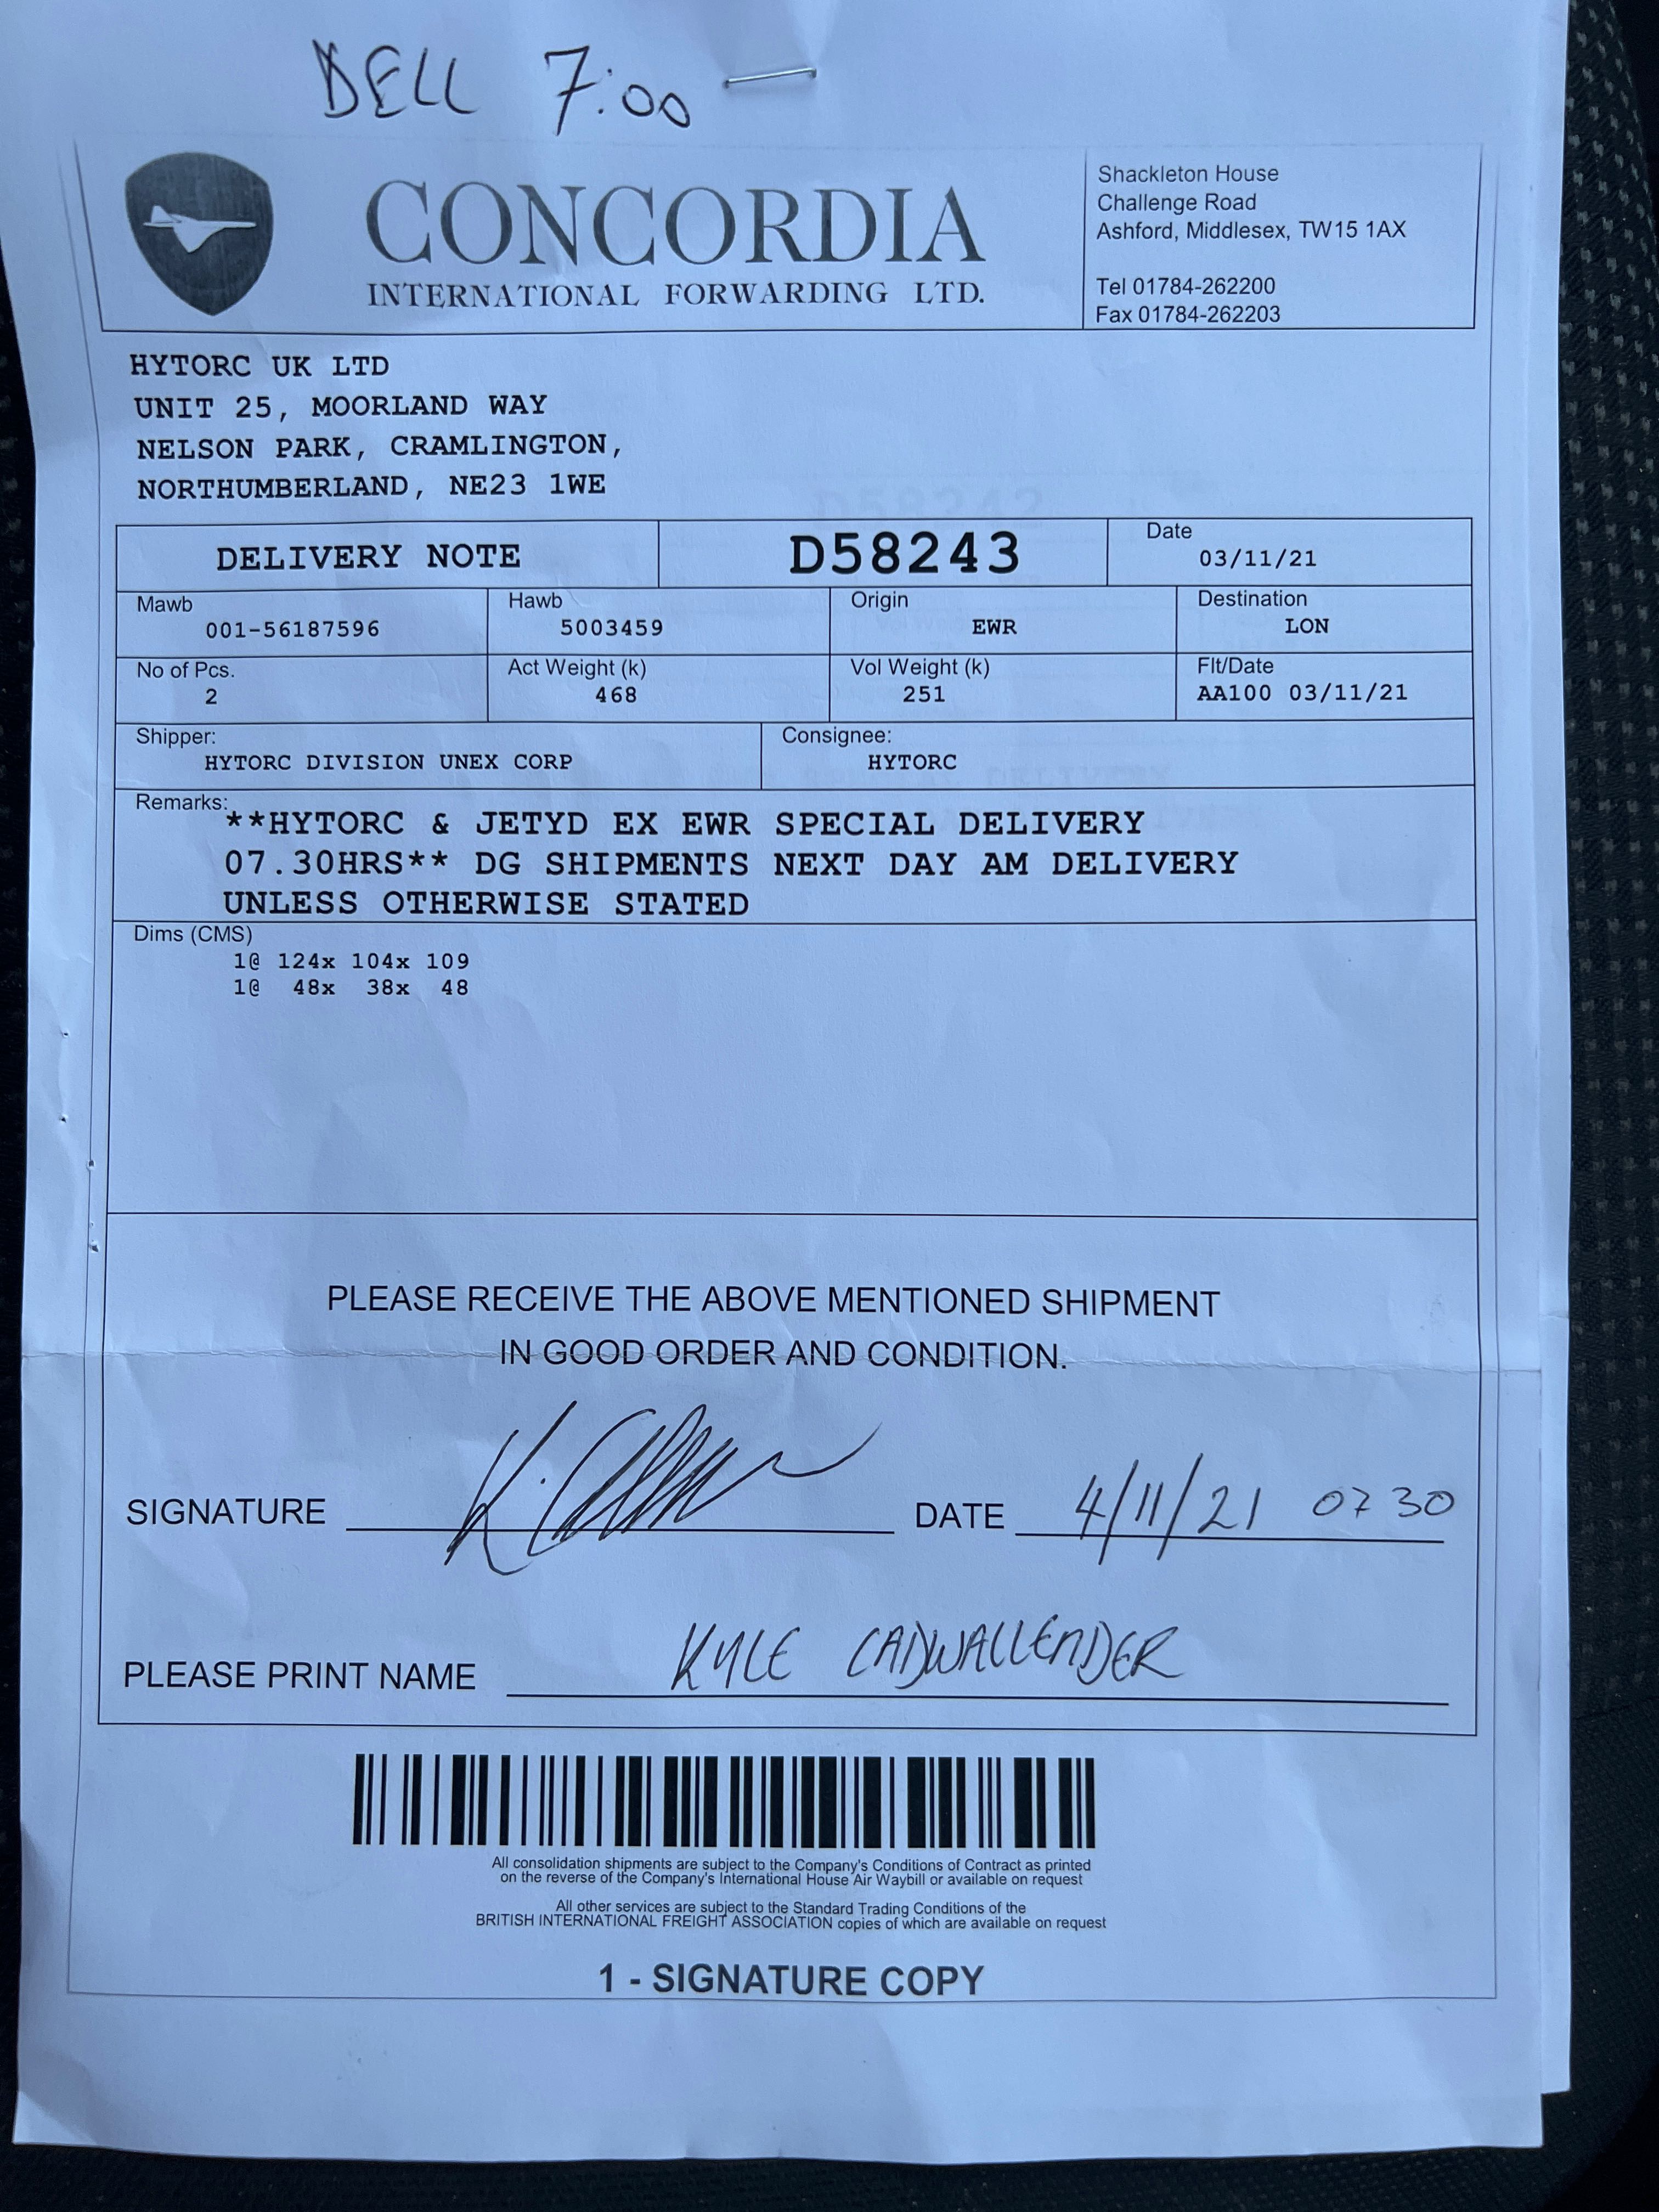 DELL 7:00
CONCORDIA
INTERNATIONAL FORWARDING LTD.
Shackleton House
Challenge Road
Ashford, Middlesex, TW15 1AX
Tel 01784-262200
Fax 01784-262203
HYTORC UK LTD
UNIT 25, MOORLAND WAY
NELSON PARK, CRAMLINGTON,
NORTHUMBERLAND, NE23 1WE
DELIVERY NOTE D58243 Date 03/11/21
Mawb Hawb Origin Destination
001-56187596 5003459 EWR LON
No of Pcs. Act Weight (k) Vol Weight (k) Flt/Date
2 468 251 AA100 03/11/21
Shipper: Consignee:
HYTORC DIVISION UNEX CORP HYTORC
Remarks: **HYTORC & JETYD EX EWR SPECIAL DELIVERY
07.30HRS** DG SHIPMENTS NEXT DAY AM DELIVERY
UNLESS OTHERWISE STATED
Dims (CMS)
1@ 124x 104x 109
1@ 48x 38x 48
PLEASE RECEIVE THE ABOVE MENTIONED SHIPMENT
IN GOOD ORDER AND CONDITION.
SIGNATURE DATE 4/11/21 0730
PLEASE PRINT NAME KYLE CADWALLENDER
All consolidation shipments are subject to the Company's Conditions of Contract as printed
on the reverse of the Company's International House Air Waybill or available on request
All other services are subject to the Standard Trading Conditions of the
BRITISH INTERNATIONAL FREIGHT ASSOCIATION copies of which are available on request
1 - SIGNATURE COPY